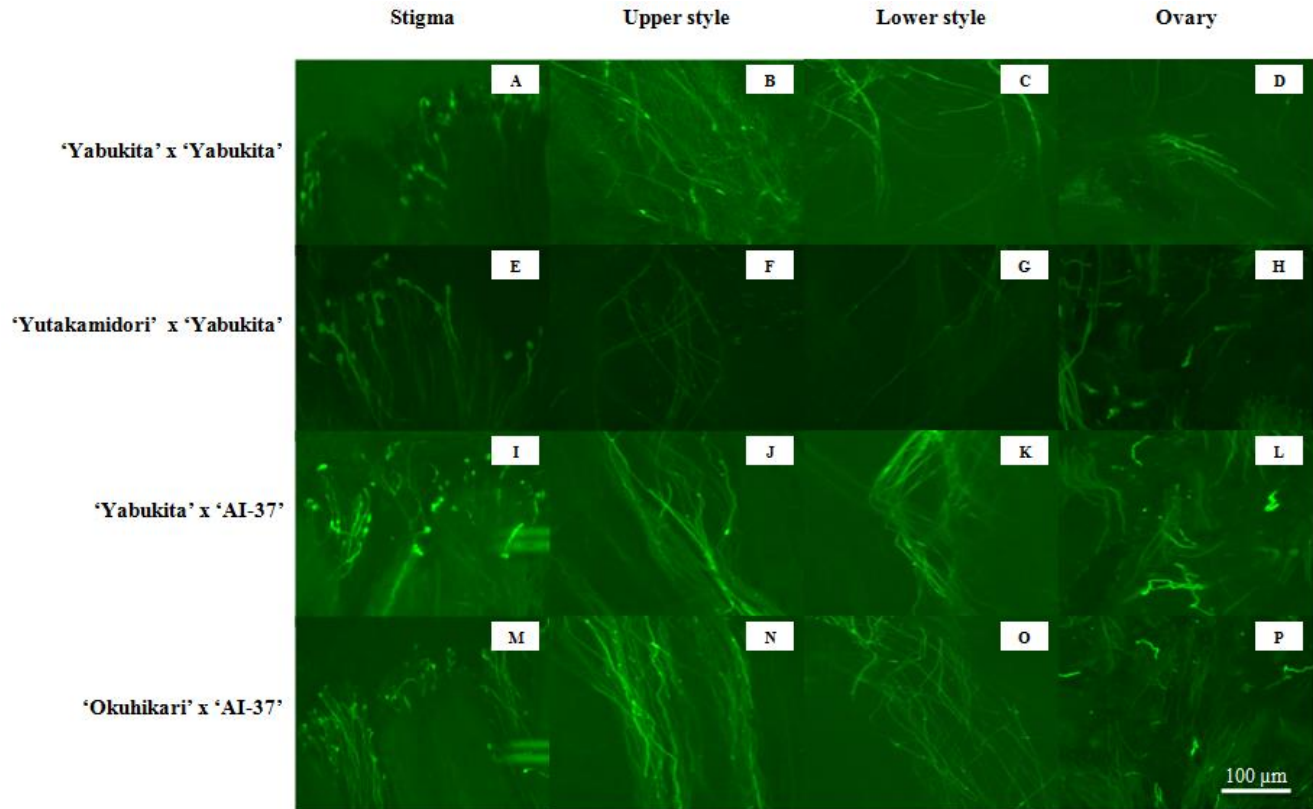 Stigma Upper style Lower style Ovary
‘Yabukita’ x ‘Yabukita’ A B C D
‘Yutakamidori’ x ‘Yabukita’ E F G H
‘Yabukita’ x ‘AI-37’ I J K L
‘Okuhikari’ x ‘AI-37’ M N O P
100 µm